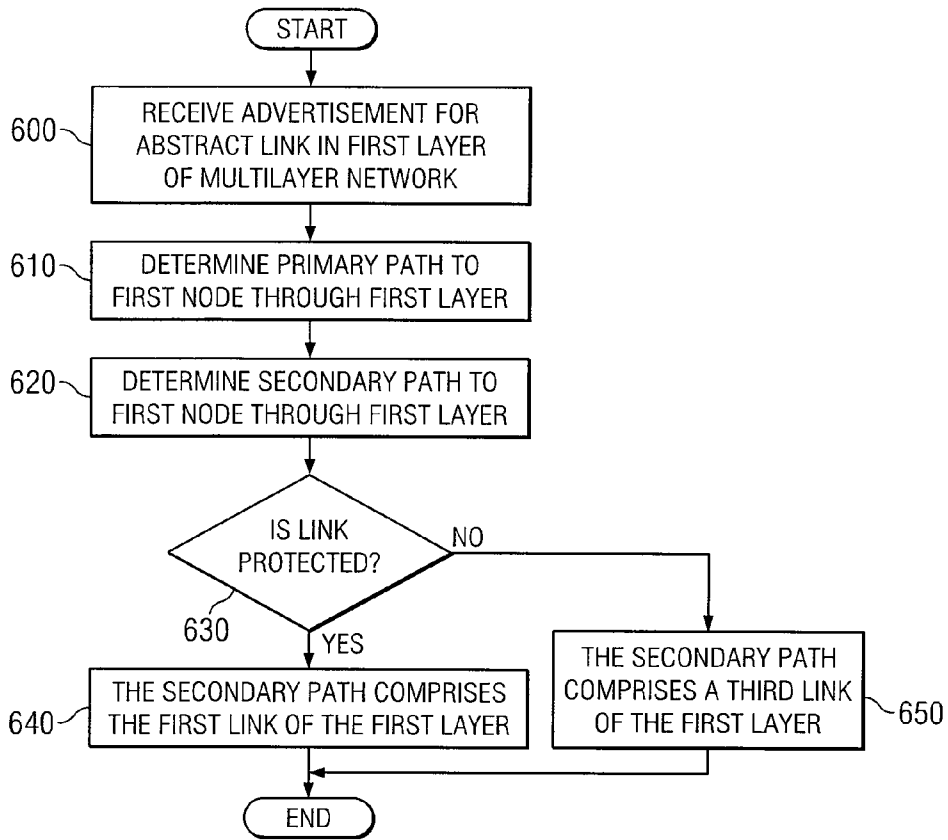 START
600
RECEIVE ADVERTISEMENT FOR
ABSTRACT LINK IN FIRST LAYER
OF MULTILAYER NETWORK
610
DETERMINE PRIMARY PATH TO
FIRST NODE THROUGH FIRST LAYER
620
DETERMINE SECONDARY PATH TO
FIRST NODE THROUGH FIRST LAYER
IS LINK
PROTECTED?
NO
630
YES
640
THE SECONDARY PATH COMPRISES
THE FIRST LINK OF THE FIRST LAYER
THE SECONDARY PATH
COMPRISES A THIRD LINK
OF THE FIRST LAYER
650
END